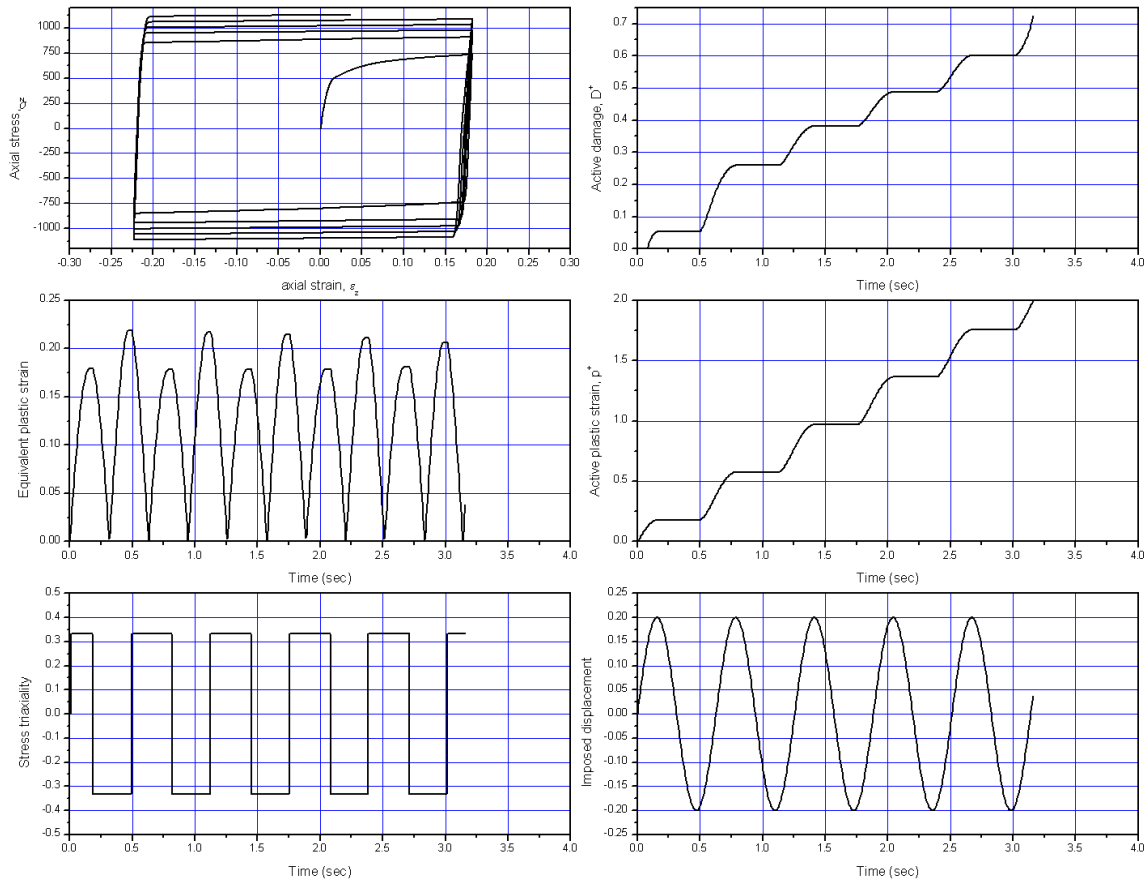 Axial stress, σz
1000
750
500
250
0
-250
-500
-750
-1000
-0.30 -0.25 -0.20 -0.15 -0.10 -0.05 0.00 0.05 0.10 0.15 0.20 0.25 0.30
axial strain, εz
Active damage, D+
0.7
0.6
0.5
0.4
0.3
0.2
0.1
0.0
0.0 0.5 1.0 1.5 2.0 2.5 3.0 3.5 4.0
Time (sec)
Equivalent plastic strain
0.25
0.20
0.15
0.10
0.05
0.00
0.0 0.5 1.0 1.5 2.0 2.5 3.0 3.5 4.0
Time (sec)
Active plastic strain, p+
2.0
1.5
1.0
0.5
0.0
0.0 0.5 1.0 1.5 2.0 2.5 3.0 3.5 4.0
Time (sec)
Stress triaxiality
0.5
0.4
0.3
0.2
0.1
0.0
-0.1
-0.2
-0.3
-0.4
-0.5
0.0 0.5 1.0 1.5 2.0 2.5 3.0 3.5 4.0
Time (sec)
Imposed displacement
0.25
0.20
0.15
0.10
0.05
0.00
-0.05
-0.10
-0.15
-0.20
-0.25
0.0 0.5 1.0 1.5 2.0 2.5 3.0 3.5 4.0
Time (sec)